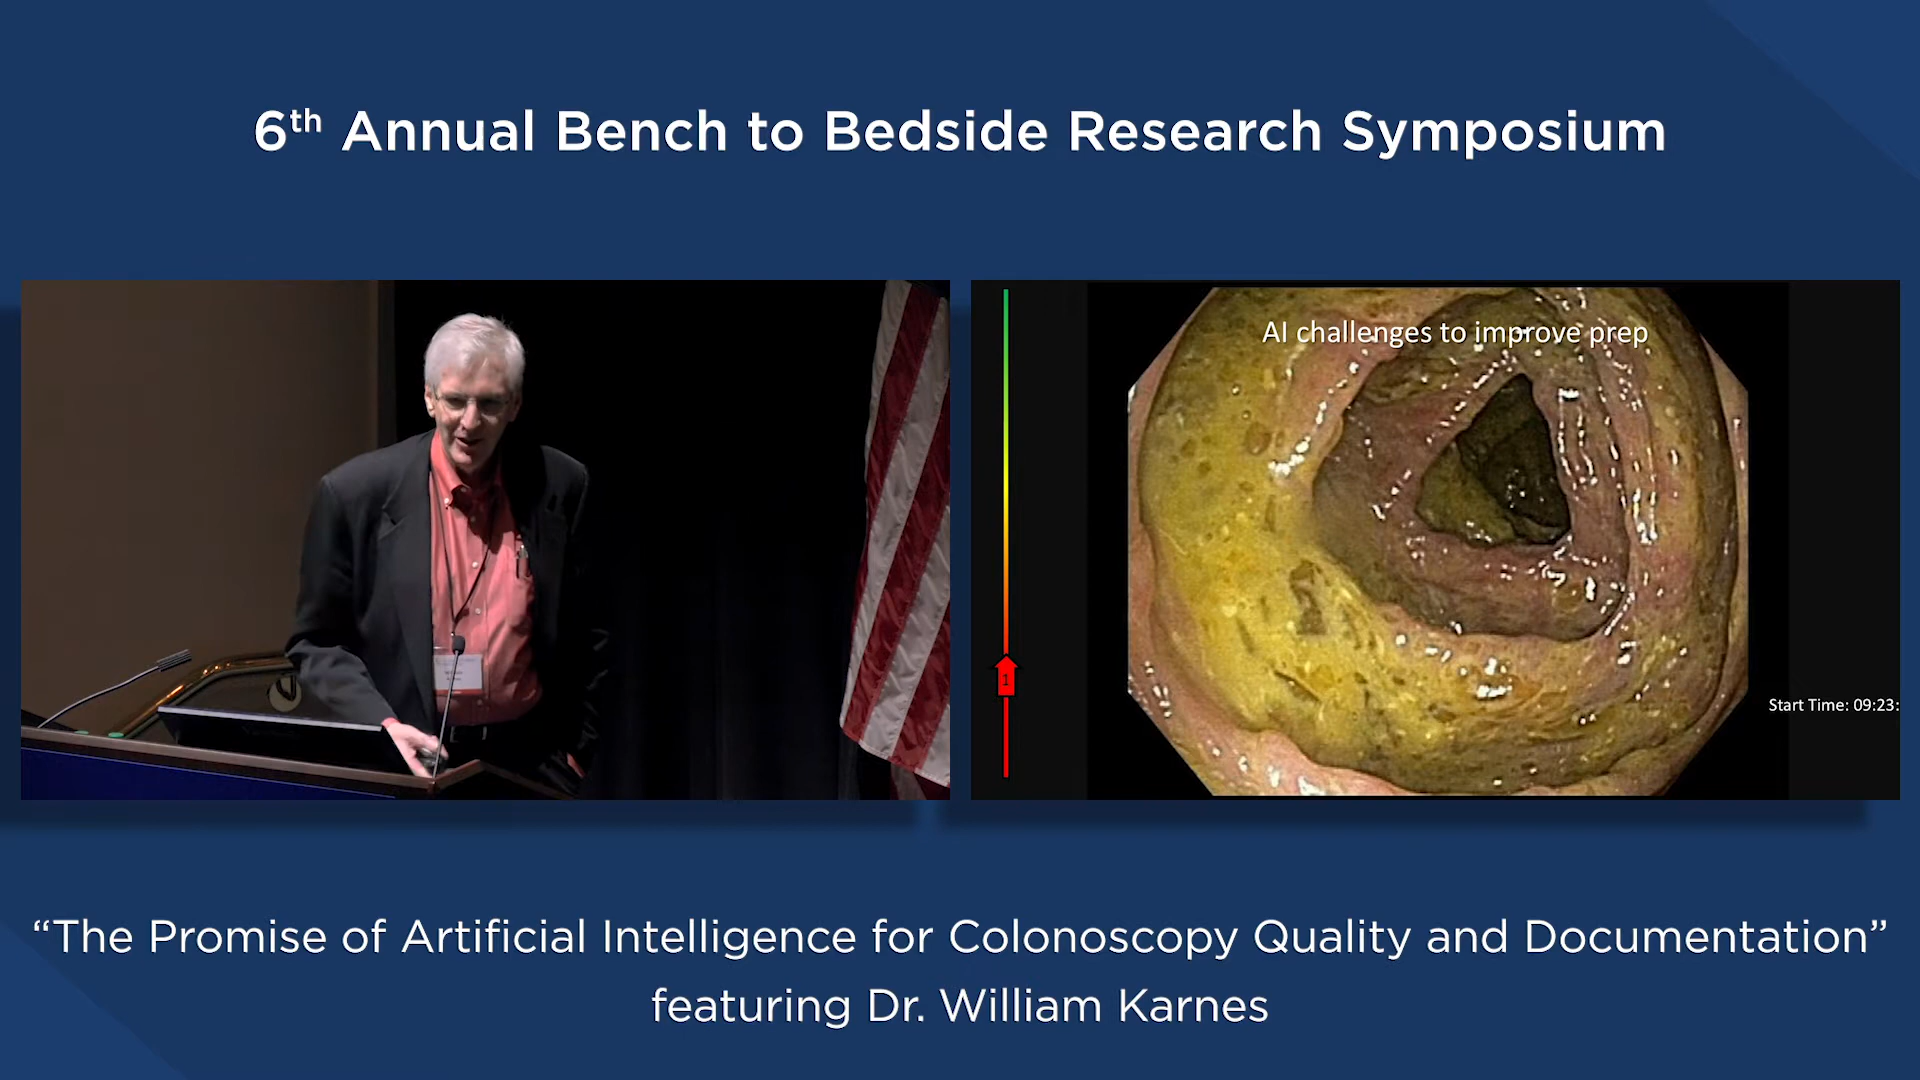 6th Annual Bench to Bedside Research Symposium
AI challenges to improve prep
1
Start Time: 09:23:
“The Promise of Artificial Intelligence for Colonoscopy Quality and Documentation”
featuring Dr. William Karnes